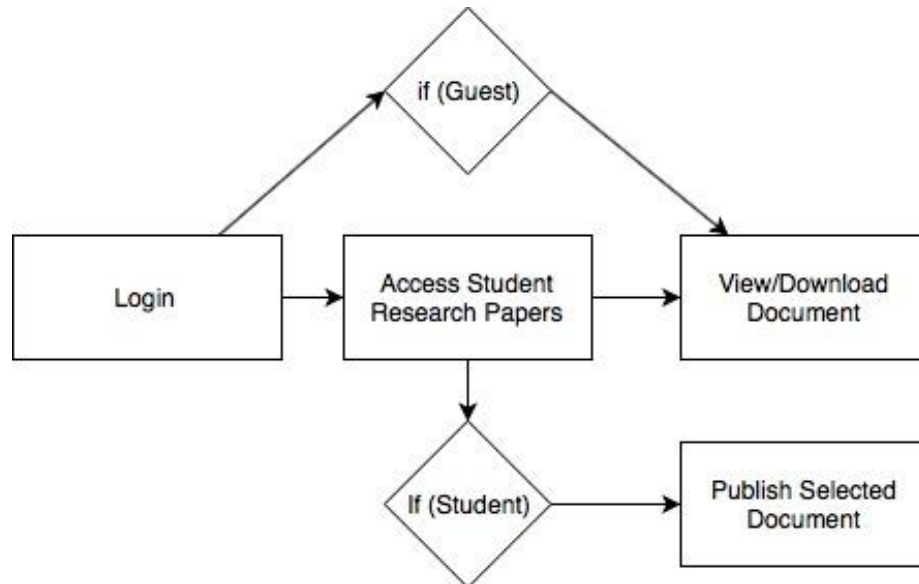 if (Guest)
Login
Access Student
Research Papers
View/Download
Document
If (Student)
Publish Selected
Document